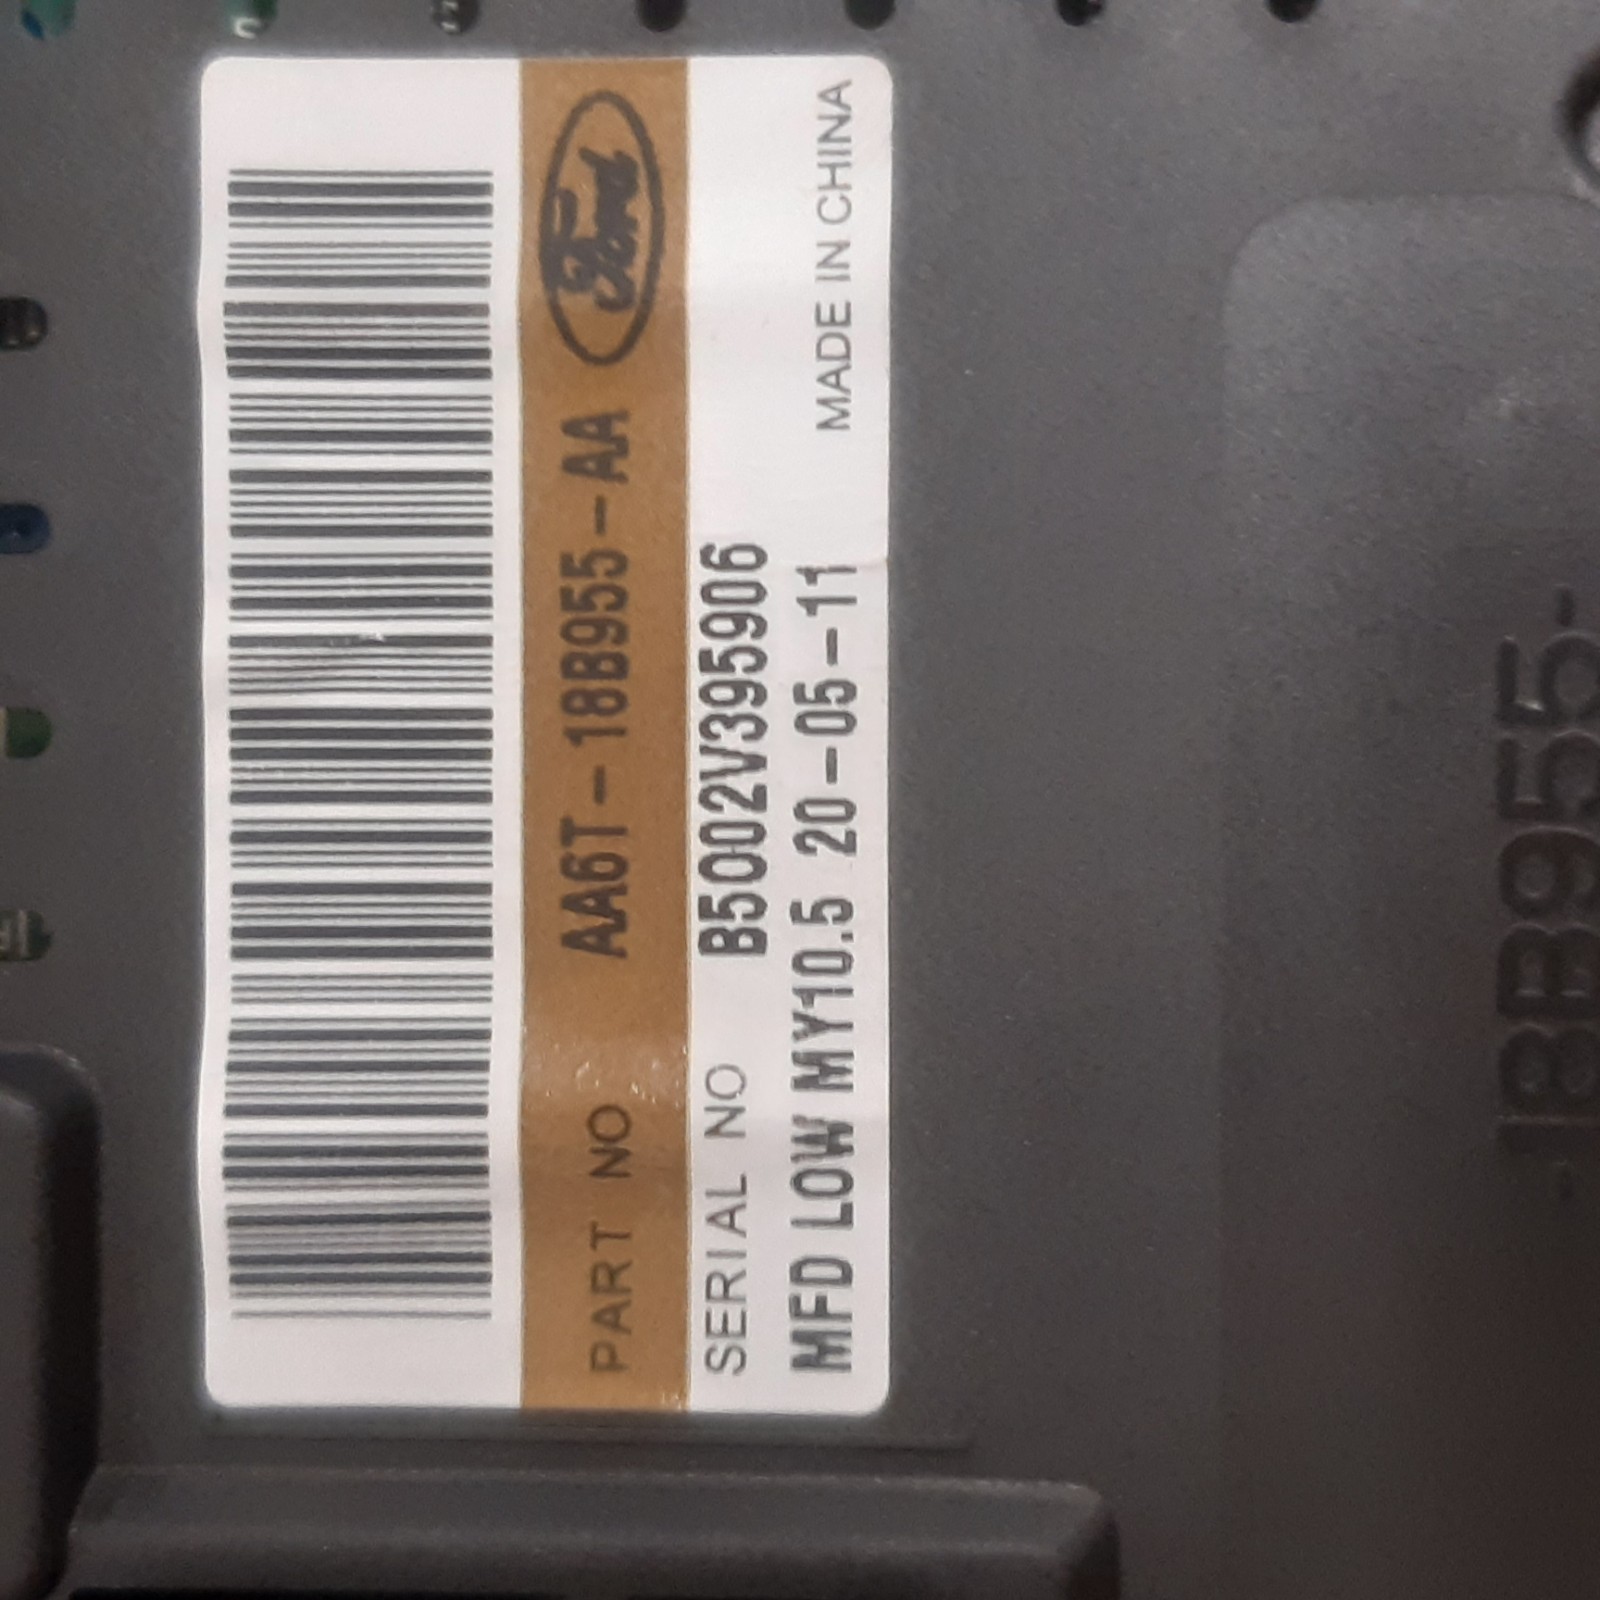 Ford
PART NO AA6T-18B955-AA
SERIAL NO B5002V395906
MFD LOW MY10.5 20-05-11
MADE IN CHINA
-18B955-